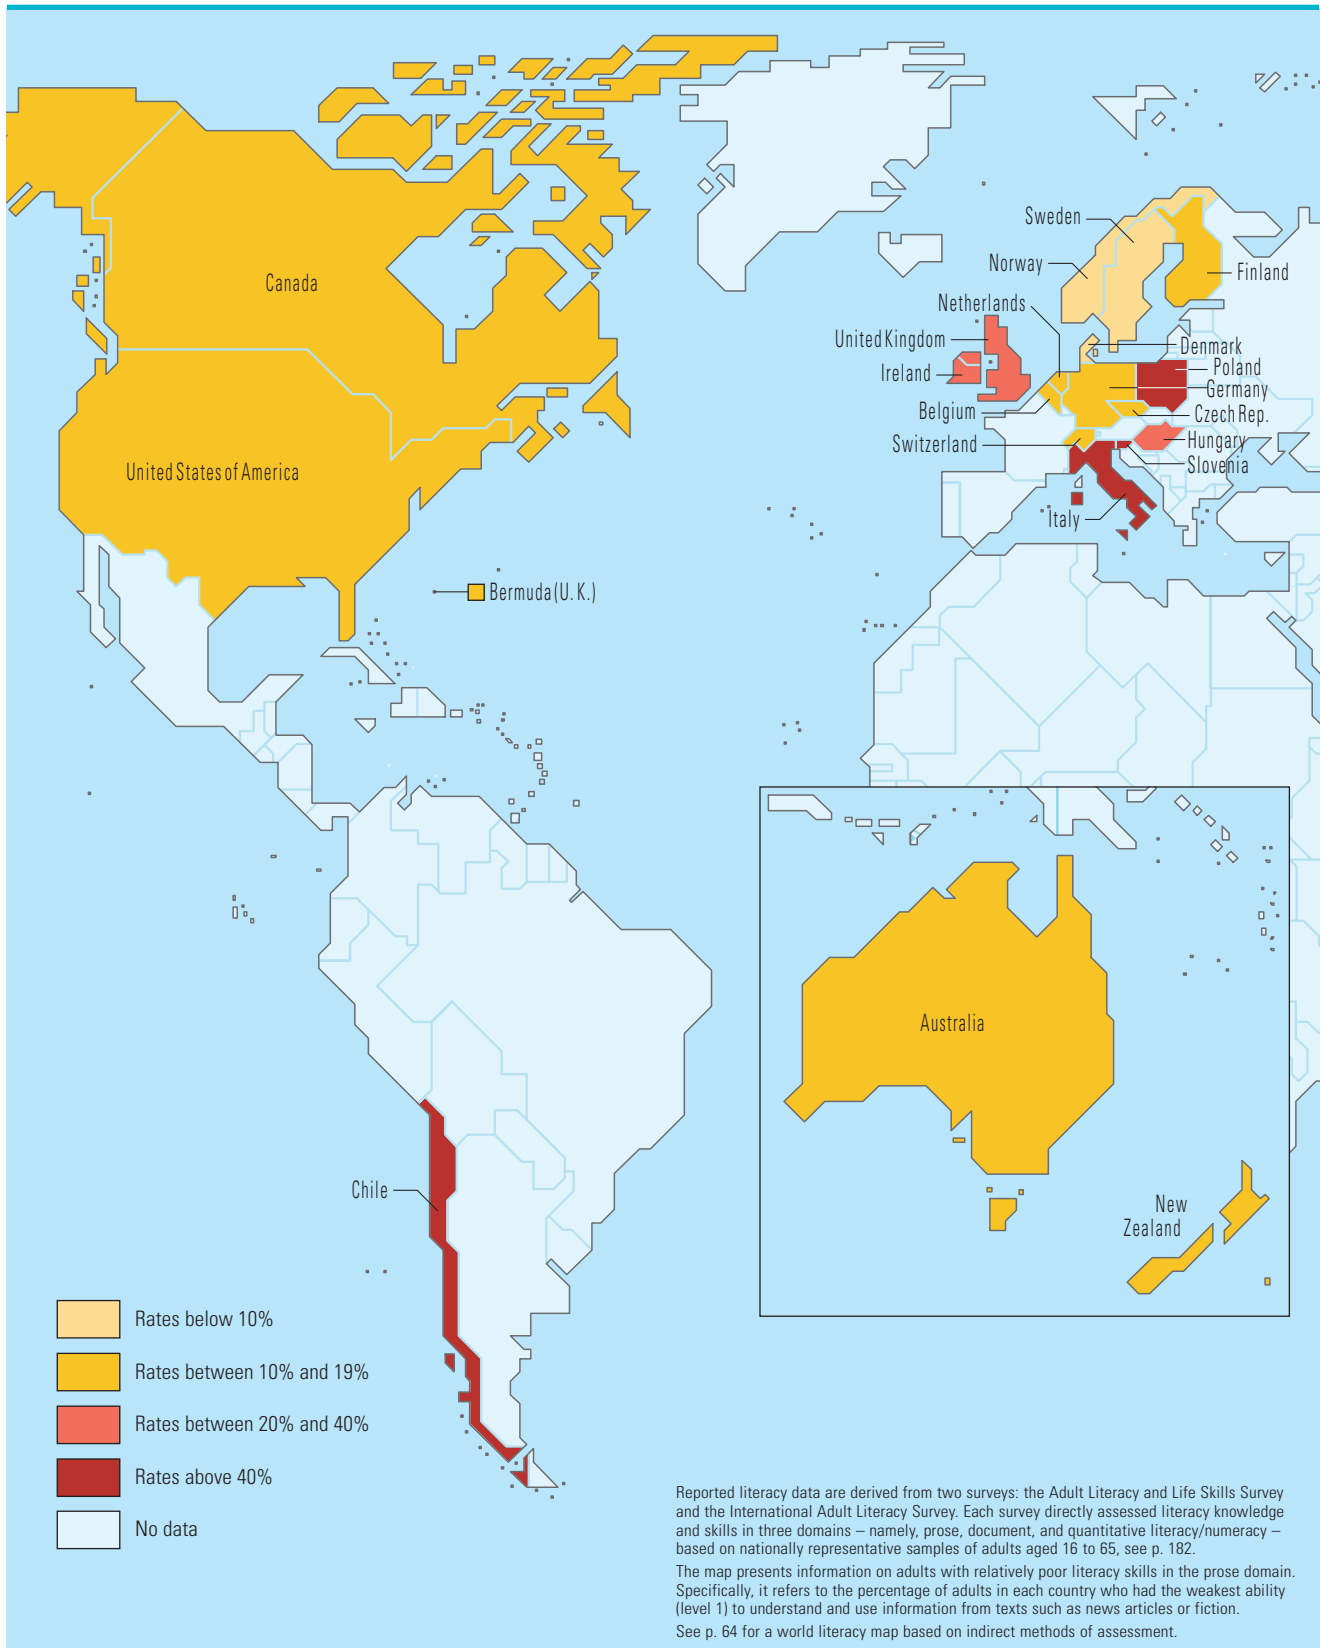 Sweden
Canada
Norway
Finland
Netherlands
United Kingdom
Denmark
Ireland
Poland
Germany
Belgium
Czech Rep.
Switzerland
Hungary
Slovenia
United States of America
Italy
Bermuda (U. K.)
Australia
Chile
New
Zealand
Rates below 10%
Rates between 10% and 19%
Rates between 20% and 40%
Rates above 40%
No data
Reported literacy data are derived from two surveys: the Adult Literacy and Life Skills Survey
and the International Adult Literacy Survey. Each survey directly assessed literacy knowledge
and skills in three domains – namely, prose, document, and quantitative literacy/numeracy –
based on nationally representative samples of adults aged 16 to 65, see p. 182.
The map presents information on adults with relatively poor literacy skills in the prose domain.
Specifically, it refers to the percentage of adults in each country who had the weakest ability
(level 1) to understand and use information from texts such as news articles or fiction.
See p. 64 for a world literacy map based on indirect methods of assessment.